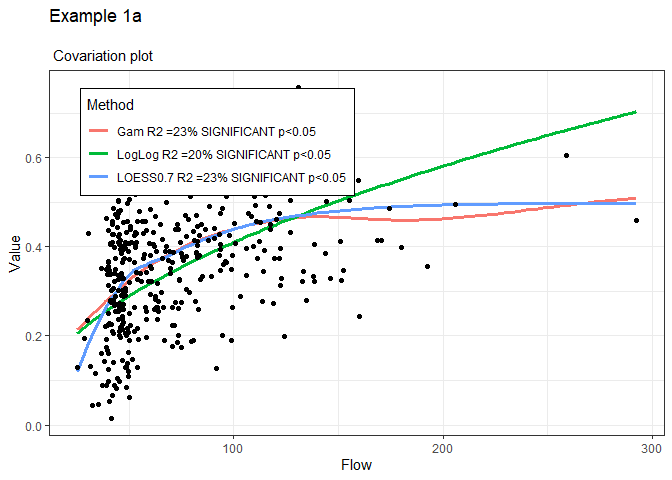 Example 1a
Covariation plot
Method
Gam R2 =23% SIGNIFICANT p<0.05
LogLog R2 =20% SIGNIFICANT p<0.05
LOESS0.7 R2 =23% SIGNIFICANT p<0.05
0.6
0.4
0.2
0.0
Value
100
200
300
Flow